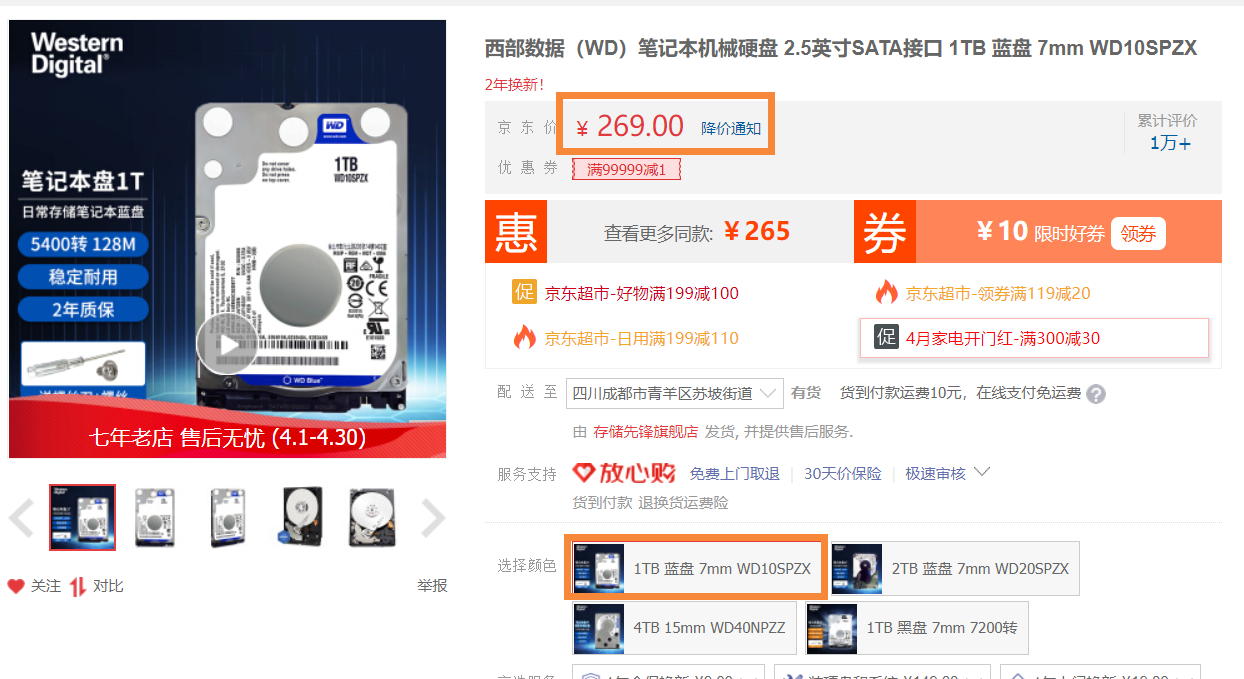 Western
Digital
笔记本盘1T
日常存储笔记本蓝盘
5400转 128M
稳定耐用
2年质保
Do not cover
any drive holes.
Do not press
on top cover.
WD
1TB
WD10SPZX
WD Blue
七年老店 售后无忧 (4.1-4.30)
关注 对比 举报
西部数据（WD）笔记本机械硬盘 2.5英寸SATA接口 1TB 蓝盘 7mm WD10SPZX
2年换新！
京 东 价 ￥ 269.00 降价通知
累计评价
1万+
优 惠 券 满99999减1
惠 查看更多同款: ￥265
券 ￥10 限时好券 领券
促 京东超市-好物满199减100
京东超市-领券满119减20
京东超市-日用满199减110
促 4月家电开门红-满300减30
配 送 至 四川成都市青羊区苏坡街道 有货 货到付款运费10元，在线支付免运费 ?
由 存储先锋旗舰店 发货, 并提供售后服务.
服务支持 放心购 免费上门取退 30天价保险 极速审核
货到付款 退换货运费险
选择颜色 1TB 蓝盘 7mm WD10SPZX 2TB 蓝盘 7mm WD20SPZX
4TB 15mm WD40NPZZ 1TB 黑盘 7mm 7200转